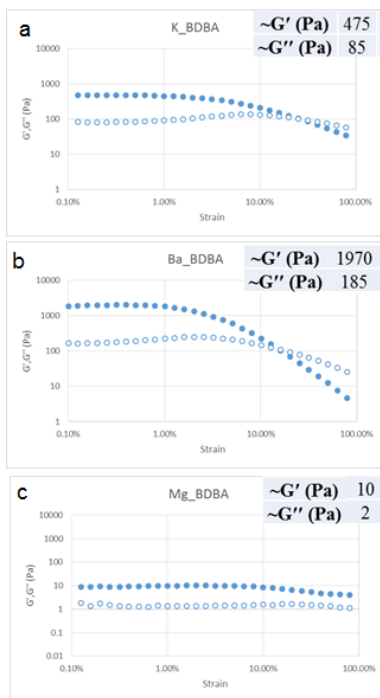 a
K_BDBA
~G′ (Pa) 475
~G′′ (Pa) 85
10000
1000
100
10
1
G′,G′′ (Pa)
0.10% 1.00% 10.00% 100.00%
Strain
b
Ba_BDBA
~G′ (Pa) 1970
~G′′ (Pa) 185
10000
1000
100
10
1
G′,G′′ (Pa)
0.10% 1.00% 10.00% 100.00%
Strain
c
Mg_BDBA
~G′ (Pa) 10
~G′′ (Pa) 2
10000
1000
100
10
1
0.1
0.01
G′,G′′ (Pa)
0.10% 1.00% 10.00% 100.00%
Strain